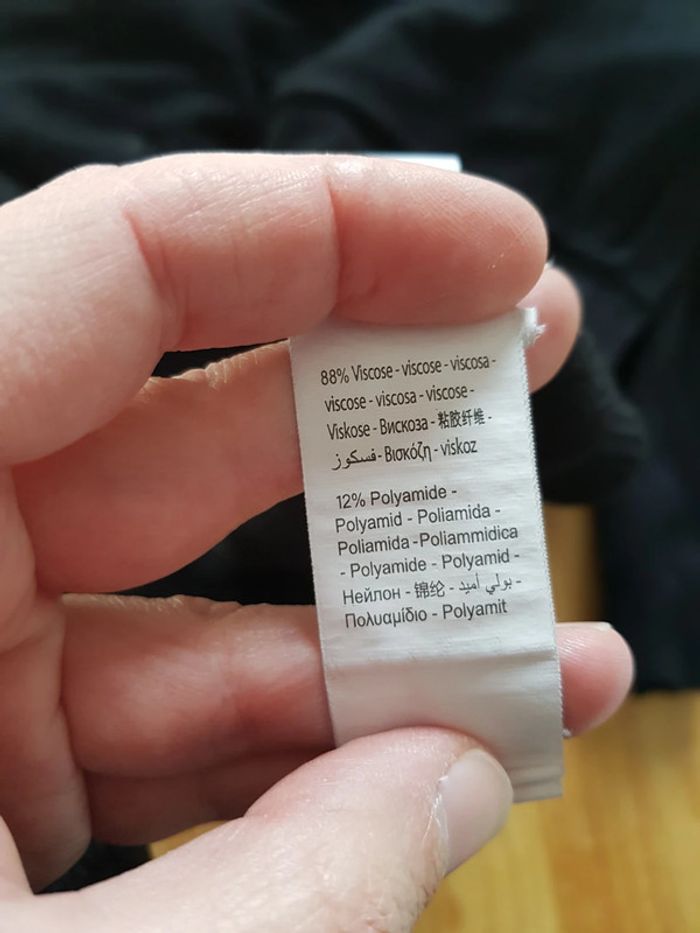 88% Viscose - viscose - viscosa -
viscose - viscosa - viscose -
Viskose - Вискоза - 粘胶纤维 -
فسكوز - Βισκόζη - viskoz
12% Polyamide -
Polyamid - Poliamida -
Poliamida -Poliammidica
- Polyamide - Polyamid -
Нейлон - 锦纶 - بولي أميد -
Πολυαμίδιο - Polyamit